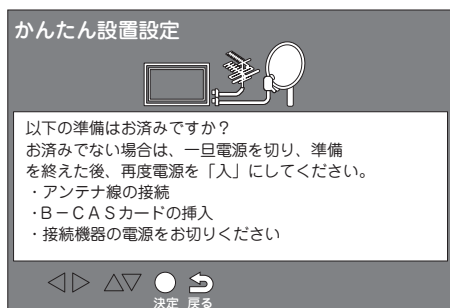 かんたん設置設定
以下の準備はお済みですか？
お済みでない場合は、一旦電源を切り、準備
を終えた後、再度電源を「入」にしてください。
・アンテナ線の接続
・B－CASカードの挿入
・接続機器の電源をお切りください
決定 戻る